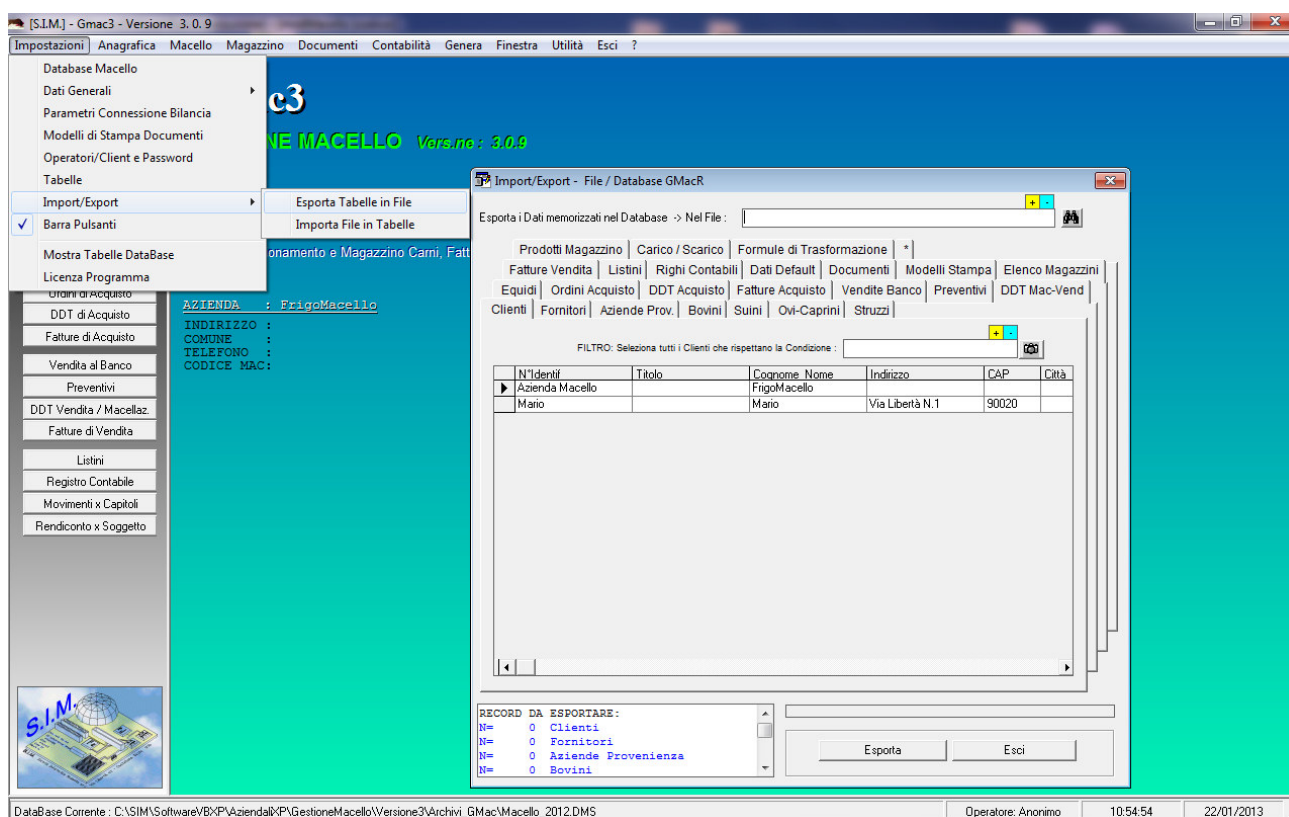 [S.I.M.] - Gmac3 - Versione 3. 0. 9
Impostazioni Anagrafica Macello Magazzino Documenti Contabilità Genera Finestra Utilità Esci ?
Database Macello
Dati Generali
Parametri Connessione Bilancia
Modelli di Stampa Documenti
Operatori/Client e Password
Tabelle
Import/Export
Barra Pulsanti
Mostra Tabelle DataBase
Licenza Programma
Esporta Tabelle in File
Importa File in Tabelle
c3
NE MACELLO Vers.ne : 3.0.9
onamento e Magazzino Carni, Fatt
AZIENDA : FrigoMacello
INDIRIZZO :
COMUNE :
TELEFONO :
CODICE MAC:
Ordini di Acquisto
DDT di Acquisto
Fatture di Acquisto
Vendita al Banco
Preventivi
DDT Vendita / Macellaz.
Fatture di Vendita
Listini
Registro Contabile
Movimenti x Capitoli
Rendiconto x Soggetto
S.I.M.
Import/Export - File / Database GMacR
Esporta i Dati memorizzati nel Database -> Nel File :
+ -
Prodotti Magazzino Carico / Scarico Formule di Trasformazione *
Fatture Vendita Listini Righi Contabili Dati Default Documenti Modelli Stampa Elenco Magazzini
Equidi Ordini Acquisto DDT Acquisto Fatture Acquisto Vendite Banco Preventivi DDT Mac-Vend
Clienti Fornitori Aziende Prov. Bovini Suini Ovi-Caprini Struzzi
+ -
FILTRO: Seleziona tutti i Clienti che rispettano la Condizione :
N°Identif Titolo Cognome_Nome Indirizzo CAP Città
Azienda Macello FrigoMacello
Mario Mario Via Libertà N.1 90020
RECORD DA ESPORTARE:
N= 0 Clienti
N= 0 Fornitori
N= 0 Aziende Provenienza
N= 0 Bovini
Esporta Esci
DataBase Corrente : C:\SIM\SoftwareVBXP\AziendaliXP\GestioneMacello\Versione3\Archivi_GMac\Macello_2012.DMS Operatore: Anonimo 10:54:54 22/01/2013